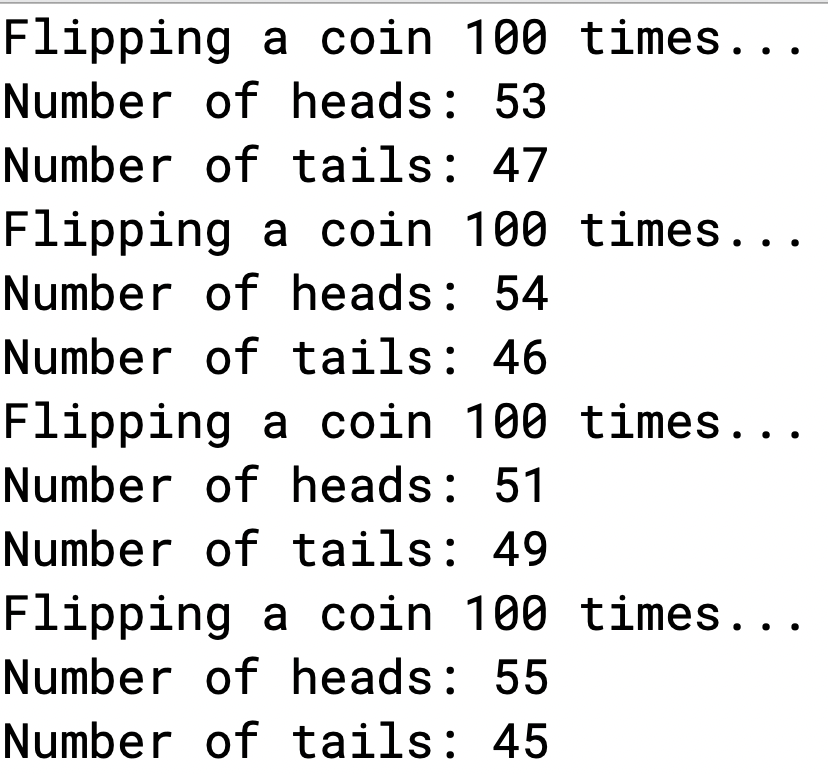 Flipping a coin 100 times...
Number of heads: 53
Number of tails: 47
Flipping a coin 100 times...
Number of heads: 54
Number of tails: 46
Flipping a coin 100 times...
Number of heads: 51
Number of tails: 49
Flipping a coin 100 times...
Number of heads: 55
Number of tails: 45